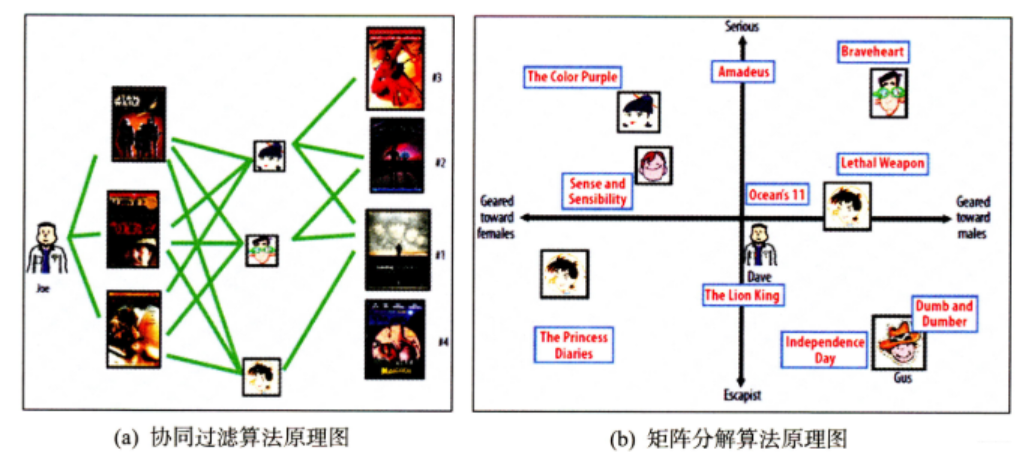 STAR
WARS
Joe
#3
#2
#1
#4
Serious
Braveheart
Amadeus
The Color Purple
Lethal Weapon
Sense and
Sensibility
Ocean's 11
Geared
toward
females
Geared
toward
males
Dave
The Lion King
Dumb and
Dumber
The Princess
Diaries
Independence
Day
Gus
Escapist
(a) 协同过滤算法原理图
(b) 矩阵分解算法原理图